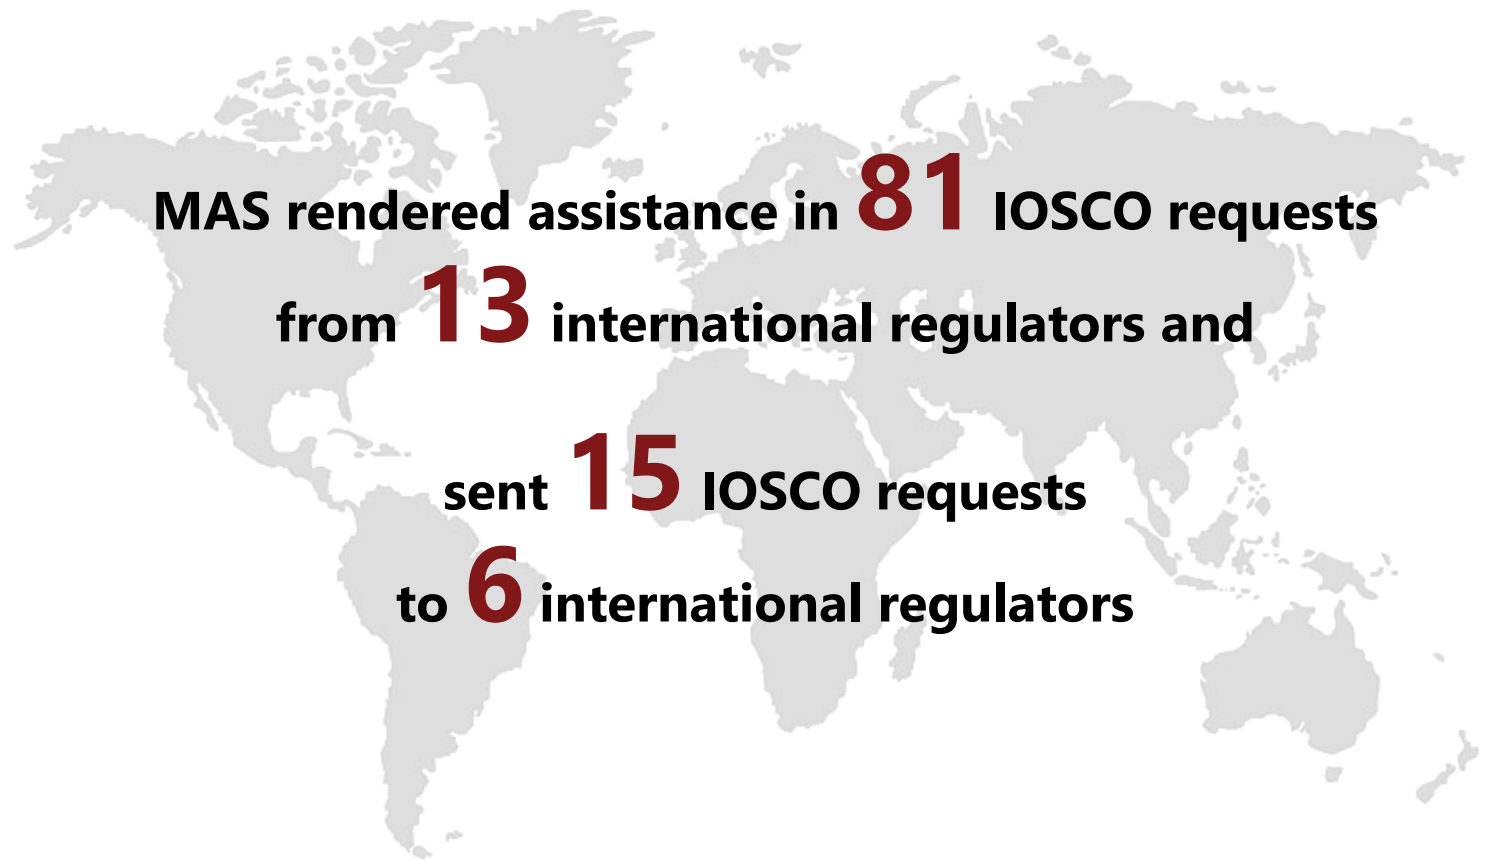 MAS rendered assistance in 81 IOSCO requests
from 13 international regulators and
sent 15 IOSCO requests
to 6 international regulators